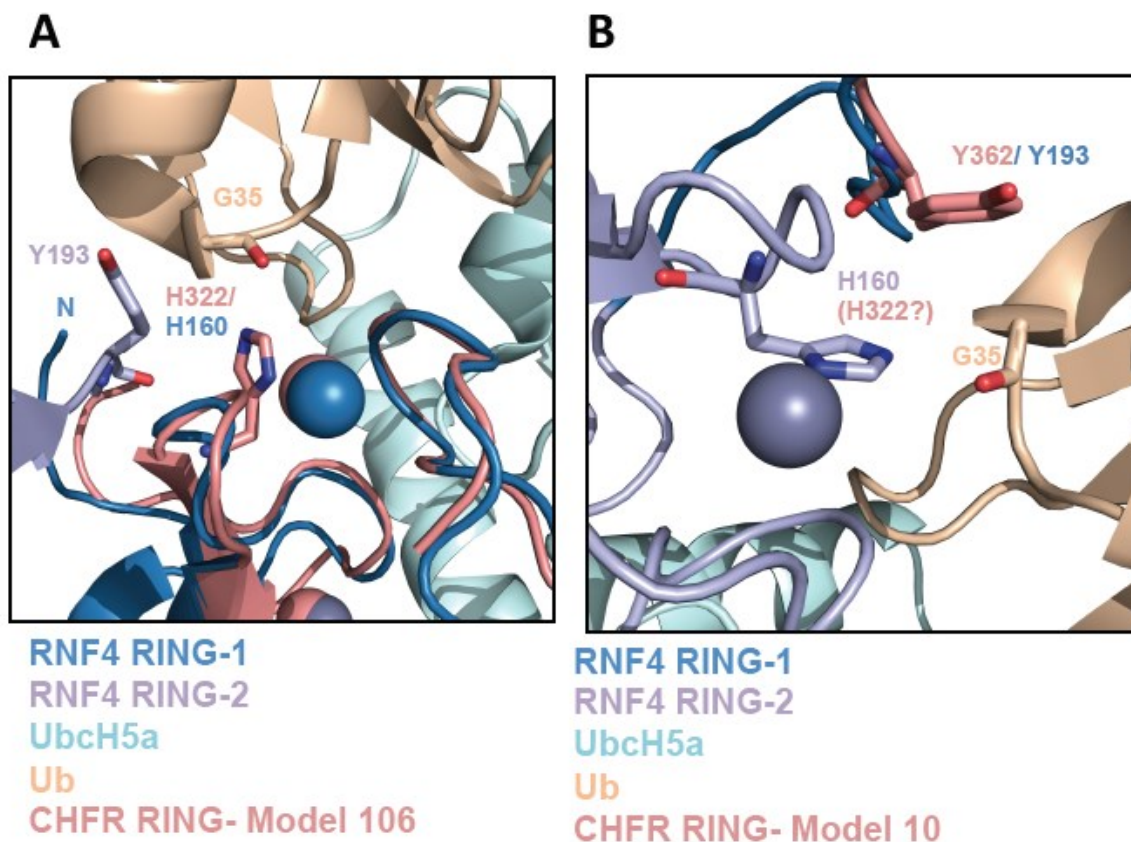 A
G35
Y193
N
H322/
H160
RNF4 RING-1
RNF4 RING-2
UbcH5a
Ub
CHFR RING- Model 106
B
Y362/ Y193
H160
(H322?)
G35
RNF4 RING-1
RNF4 RING-2
UbcH5a
Ub
CHFR RING- Model 10